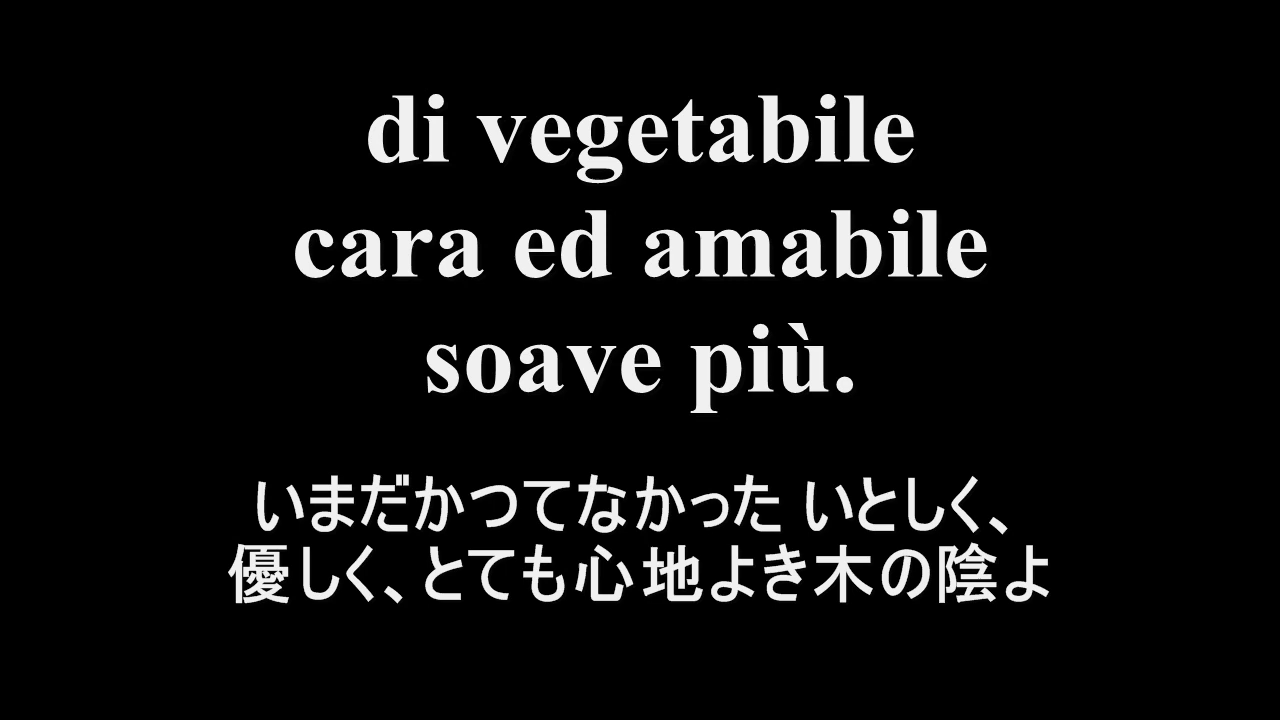 di vegetabile
cara ed amabile
soave più.
いまだかつてなかった いとしく、
優しく、とても心地よき木の陰よ